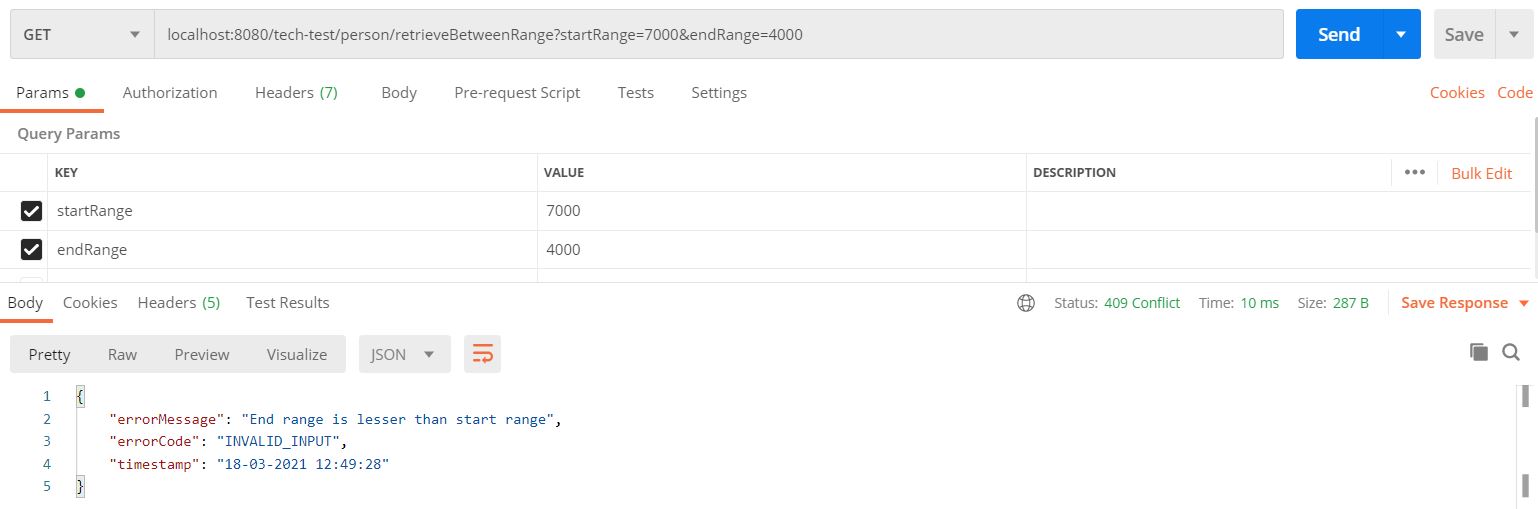 GET localhost:8080/tech-test/person/retrieveBetweenRange?startRange=7000&endRange=4000 Send Save
Params Authorization Headers (7) Body Pre-request Script Tests Settings Cookies Code
Query Params
KEY VALUE DESCRIPTION ••• Bulk Edit
startRange 7000
endRange 4000
Body Cookies Headers (5) Test Results Status: 409 Conflict Time: 10 ms Size: 287 B Save Response
Pretty Raw Preview Visualize JSON
1 {
2 "errorMessage": "End range is lesser than start range",
3 "errorCode": "INVALID_INPUT",
4 "timestamp": "18-03-2021 12:49:28"
5 }